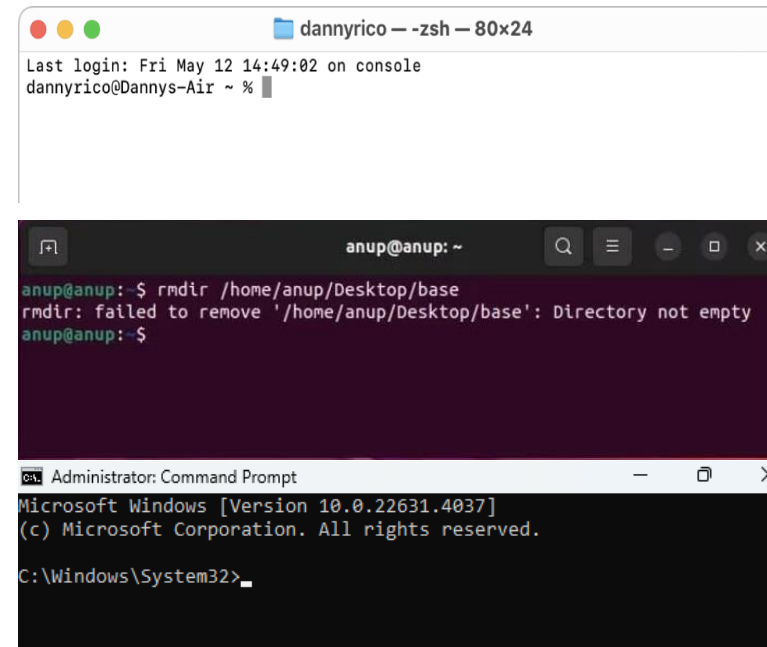 dannyrico — -zsh — 80×24
Last login: Fri May 12 14:49:02 on console
dannyrico@Dannys-Air ~ %
anup@anup: ~
anup@anup:~$ rmdir /home/anup/Desktop/base
rmdir: failed to remove '/home/anup/Desktop/base': Directory not empty
anup@anup:~$
Administrator: Command Prompt
Microsoft Windows [Version 10.0.22631.4037]
(c) Microsoft Corporation. All rights reserved.
C:\Windows\System32>